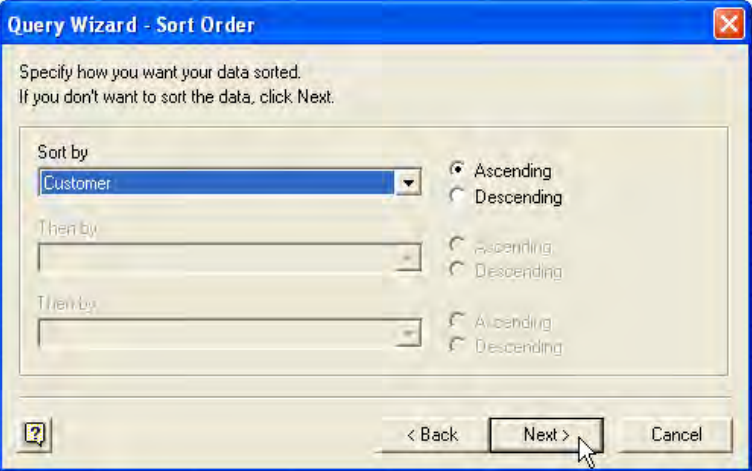 Query Wizard - Sort Order
Specify how you want your data sorted.
If you don't want to sort the data, click Next.
Sort by
Customer
Ascending
Descending
Then by
Ascending
Descending
Then by
Ascending
Descending
?
< Back
Next >
Cancel